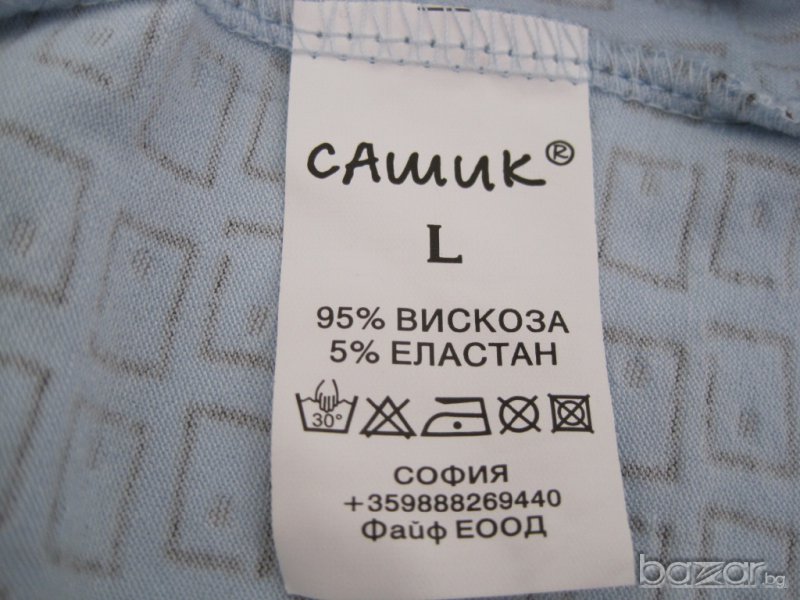 САШИК®
L
95% ВИСКОЗА
5% ЕЛАСТАН
30°
СОФИЯ
+359888269440
Файф ЕООД
bazar.bg